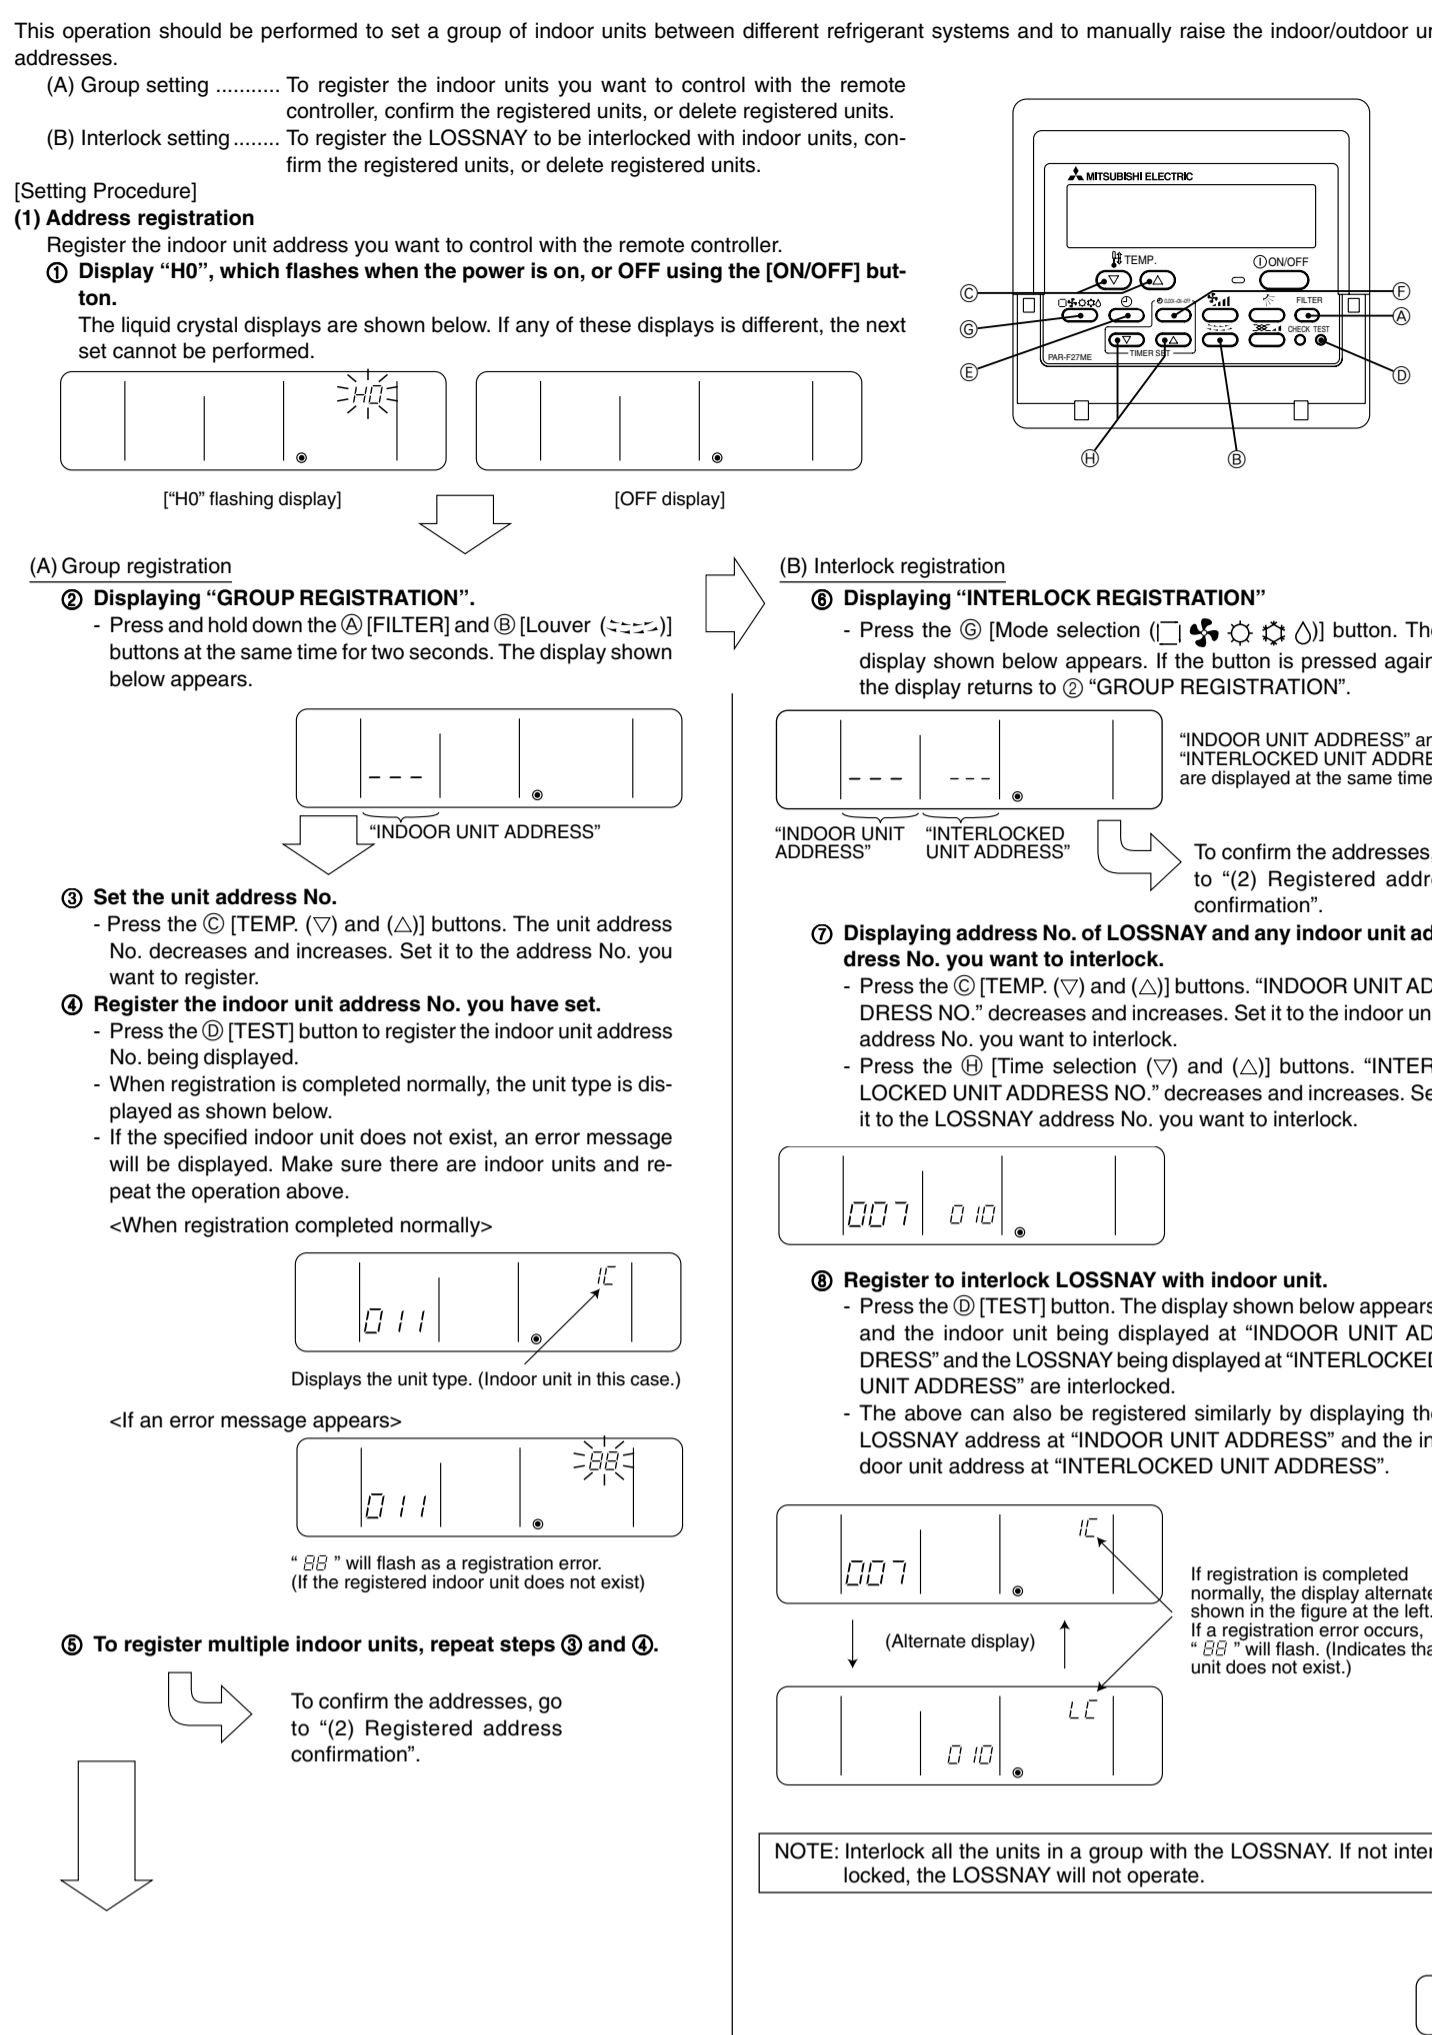 This operation should be performed to set a group of indoor units between different refrigerant systems and to manually raise the indoor/outdoor un
addresses.
(A) Group setting ........... To register the indoor units you want to control with the remote
controller, confirm the registered units, or delete registered units.
(B) Interlock setting ........ To register the LOSSNAY to be interlocked with indoor units, con-
firm the registered units, or delete registered units.
[Setting Procedure]
(1) Address registration
Register the indoor unit address you want to control with the remote controller.
① Display “H0”, which flashes when the power is on, or OFF using the [ON/OFF] but-
ton.
The liquid crystal displays are shown below. If any of these displays is different, the next
set cannot be performed.
H0
[“H0” flashing display]
[OFF display]
MITSUBISHI ELECTRIC
TEMP.
ON/OFF
CLOCK→ON→OFF
FILTER
CHECK TEST
PAR-F27ME
TIMER SET
Ⓒ
Ⓖ
Ⓔ
Ⓕ
Ⓐ
Ⓓ
Ⓗ
Ⓑ
(A) Group registration
② Displaying “GROUP REGISTRATION”.
- Press and hold down the Ⓐ [FILTER] and Ⓑ [Louver ( )]
buttons at the same time for two seconds. The display shown
below appears.
– – –
“INDOOR UNIT ADDRESS”
③ Set the unit address No.
- Press the Ⓒ [TEMP. (▽) and (△)] buttons. The unit address
No. decreases and increases. Set it to the address No. you
want to register.
④ Register the indoor unit address No. you have set.
- Press the Ⓓ [TEST] button to register the indoor unit address
No. being displayed.
- When registration is completed normally, the unit type is dis-
played as shown below.
- If the specified indoor unit does not exist, an error message
will be displayed. Make sure there are indoor units and re-
peat the operation above.
<When registration completed normally>
011
IC
Displays the unit type. (Indoor unit in this case.)
<If an error message appears>
011
88
“ 88 ” will flash as a registration error.
(If the registered indoor unit does not exist)
⑤ To register multiple indoor units, repeat steps ③ and ④.
To confirm the addresses, go
to “(2) Registered address
confirmation”.
(B) Interlock registration
⑥ Displaying “INTERLOCK REGISTRATION”
- Press the Ⓖ [Mode selection ( )] button. The
display shown below appears. If the button is pressed again
the display returns to ② “GROUP REGISTRATION”.
– – – – – –
“INDOOR UNIT ADDRESS” an
“INTERLOCKED UNIT ADDRE
are displayed at the same time
“INDOOR UNIT “INTERLOCKED
ADDRESS” UNIT ADDRESS”
To confirm the addresses,
to “(2) Registered addre
confirmation”.
⑦ Displaying address No. of LOSSNAY and any indoor unit ad
dress No. you want to interlock.
- Press the Ⓒ [TEMP. (▽) and (△)] buttons. “INDOOR UNIT AD
DRESS NO.” decreases and increases. Set it to the indoor un
address No. you want to interlock.
- Press the Ⓗ [Time selection (▽) and (△)] buttons. “INTER
LOCKED UNIT ADDRESS NO.” decreases and increases. Se
it to the LOSSNAY address No. you want to interlock.
007 010
⑧ Register to interlock LOSSNAY with indoor unit.
- Press the Ⓓ [TEST] button. The display shown below appears
and the indoor unit being displayed at “INDOOR UNIT AD
DRESS” and the LOSSNAY being displayed at “INTERLOCKED
UNIT ADDRESS” are interlocked.
- The above can also be registered similarly by displaying the
LOSSNAY address at “INDOOR UNIT ADDRESS” and the in
door unit address at “INTERLOCKED UNIT ADDRESS”.
007
IC
(Alternate display)
LC
010
If registration is completed
normally, the display alternate
shown in the figure at the left.
If a registration error occurs,
“ 88 ” will flash. (Indicates tha
unit does not exist.)
NOTE: Interlock all the units in a group with the LOSSNAY. If not inter
locked, the LOSSNAY will not operate.